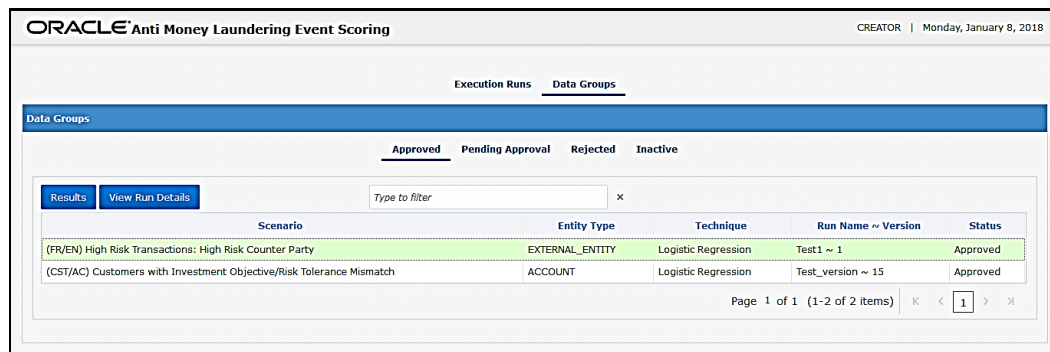 ORACLE Anti Money Laundering Event Scoring CREATOR | Monday, January 8, 2018
Execution Runs Data Groups
Data Groups
Approved Pending Approval Rejected Inactive
Results View Run Details Type to filter ×
Scenario Entity Type Technique Run Name ~ Version Status
(FR/EN) High Risk Transactions: High Risk Counter Party EXTERNAL_ENTITY Logistic Regression Test1 ~ 1 Approved
(CST/AC) Customers with Investment Objective/Risk Tolerance Mismatch ACCOUNT Logistic Regression Test_version ~ 15 Approved
Page 1 of 1 (1-2 of 2 items) K < 1 > >|